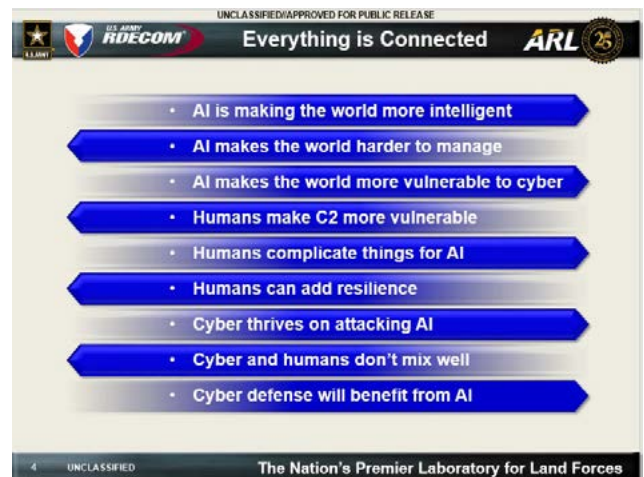 UNCLASSIFIED//APPROVED FOR PUBLIC RELEASE
U.S. ARMY
RDECOM®
Everything is Connected
ARL
25
U.S.ARMY
• AI is making the world more intelligent
• AI makes the world harder to manage
• AI makes the world more vulnerable to cyber
• Humans make C2 more vulnerable
• Humans complicate things for AI
• Humans can add resilience
• Cyber thrives on attacking AI
• Cyber and humans don't mix well
• Cyber defense will benefit from AI
4 UNCLASSIFIED The Nation's Premier Laboratory for Land Forces